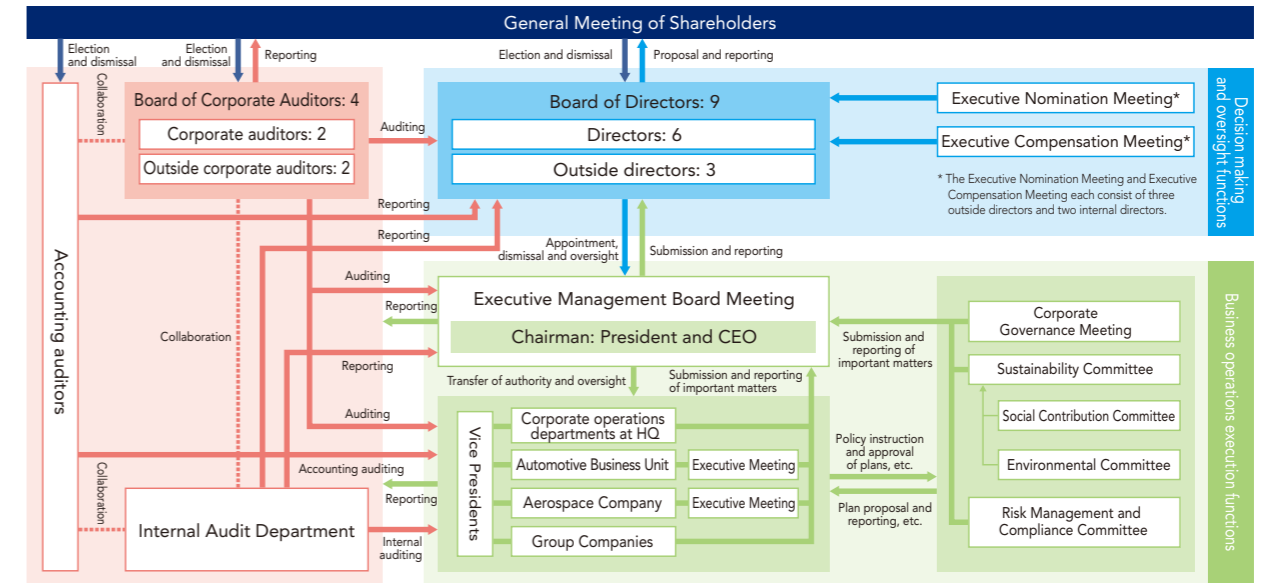 General Meeting of Shareholders
Election
and dismissal
Election
and dismissal
Reporting
Election and dismissal
Proposal and reporting
Collaboration
Board of Corporate Auditors: 4
Corporate auditors: 2
Outside corporate auditors: 2
Auditing
Board of Directors: 9
Directors: 6
Outside directors: 3
Executive Nomination Meeting*
Executive Compensation Meeting*
* The Executive Nomination Meeting and Executive
Compensation Meeting each consist of three
outside directors and two internal directors.
Decision making
and oversight functions
Reporting
Reporting
Appointment,
dismissal and oversight
Submission and reporting
Accounting auditors
Auditing
Reporting
Collaboration
Reporting
Executive Management Board Meeting
Chairman: President and CEO
Submission and
reporting of
important matters
Corporate
Governance Meeting
Sustainability Committee
Social Contribution Committee
Environmental Committee
Risk Management and
Compliance Committee
Business operations execution functions
Transfer of authority and oversight
Submission and reporting
of important matters
Auditing
Accounting auditing
Reporting
Vice Presidents
Corporate operations
departments at HQ
Automotive Business Unit
Executive Meeting
Aerospace Company
Executive Meeting
Group Companies
Policy instruction
and approval
of plans, etc.
Plan proposal and
reporting, etc.
Collaboration
Internal Audit Department
Internal
auditing